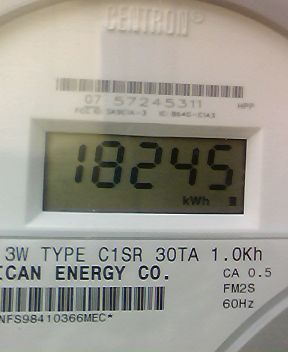 CENTRON®
07 57245311 HPP
18245
kWh
3W TYPE C1SR 30TA 1.0Kh
ICAN ENERGY CO. CA 0.5
FM2S
60Hz
NFS98410366MEC*